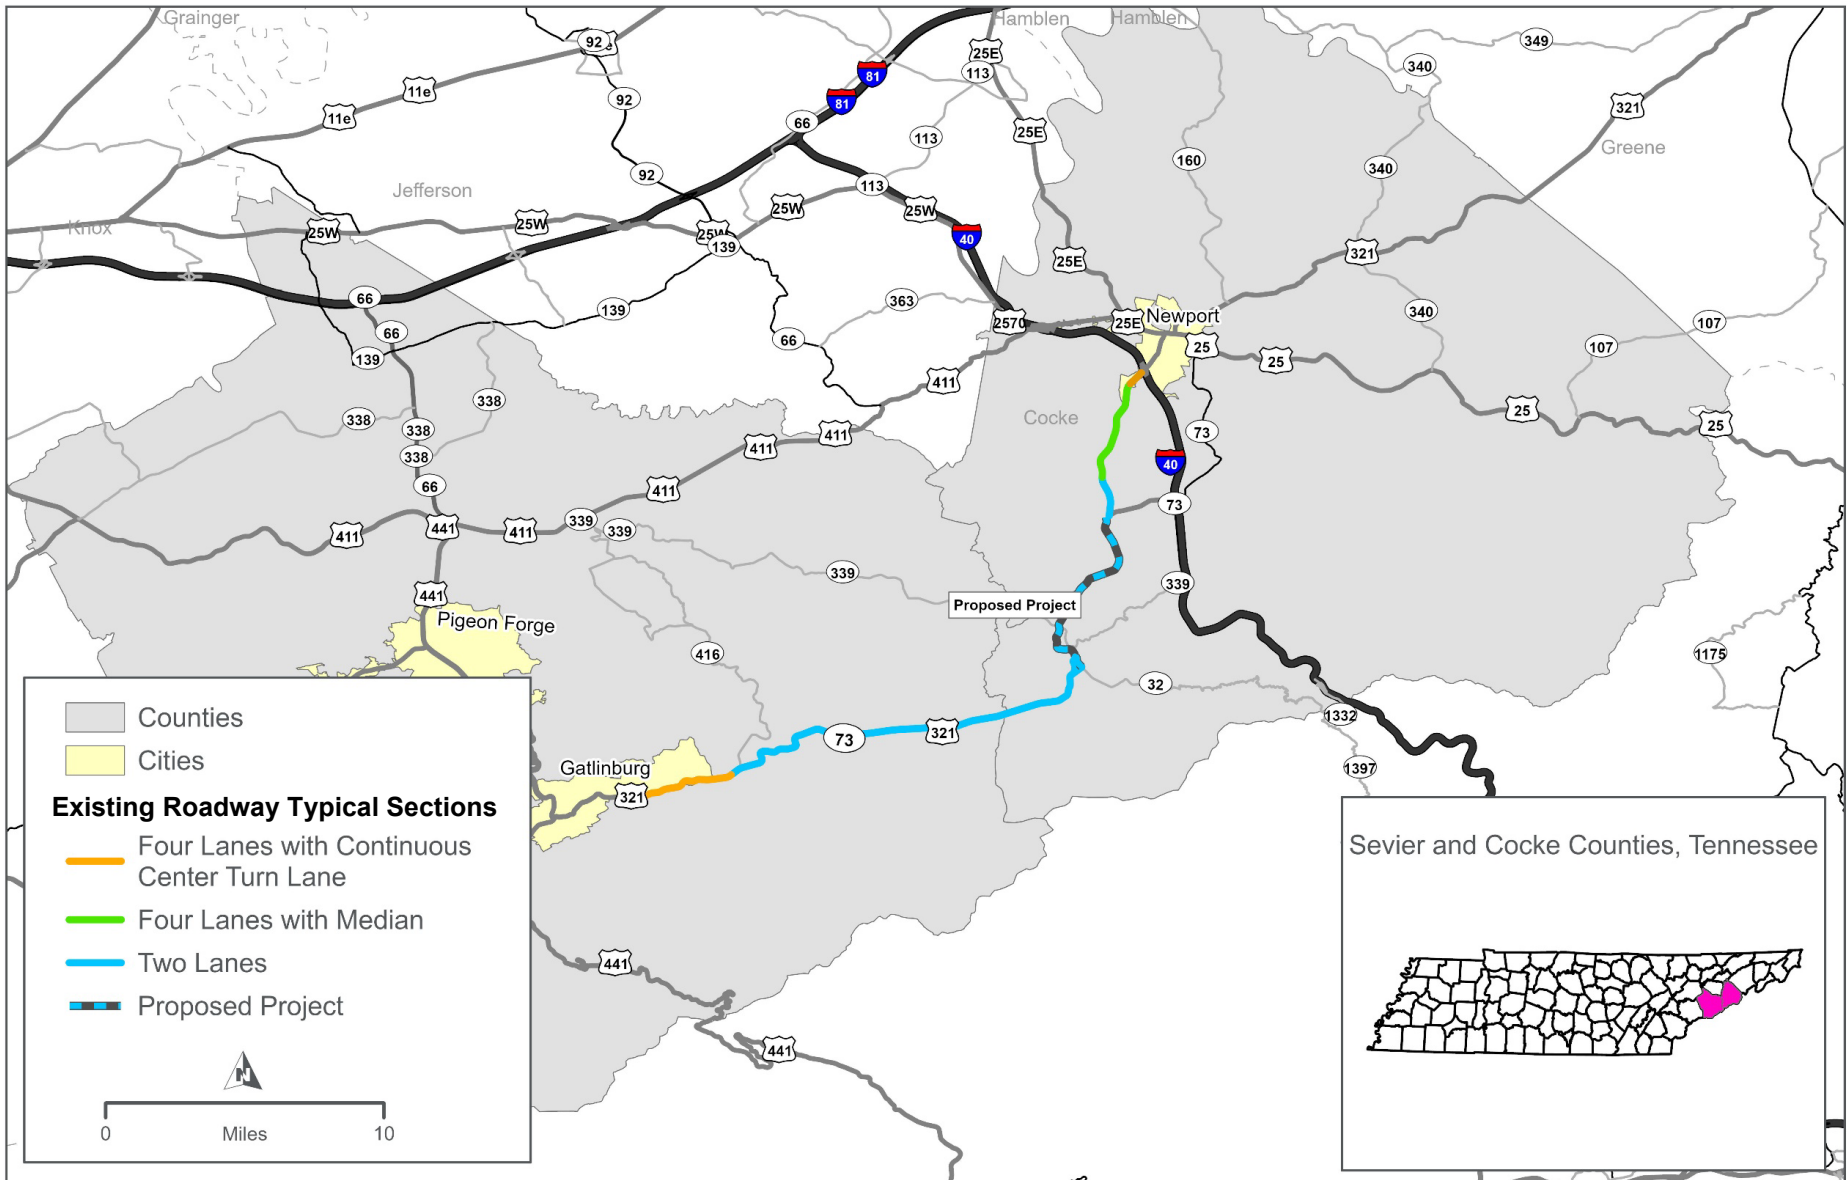 Grainger
Hamblen
Hamblen
92
25E
349
340
113
81
11e
81
92
321
11e
66
25E
113
Greene
160
340
92
Jefferson
113
25W
25W
25W
Knox
25W
25W
139
40
321
25E
66
363
139
340
2570
25E
Newport
107
66
66
25
107
139
25
411
338
338
Cocke
25
338
411
73
25
411
338
40
66
411
73
339
441
411
339
411
339
339
441
Proposed Project
Pigeon Forge
416
1175
32
1332
73
321
Gatlinburg
1397
321
441
441
Counties
Cities
Existing Roadway Typical Sections
Four Lanes with Continuous
Center Turn Lane
Four Lanes with Median
Two Lanes
Proposed Project
N
0 Miles 10
Sevier and Cocke Counties, Tennessee